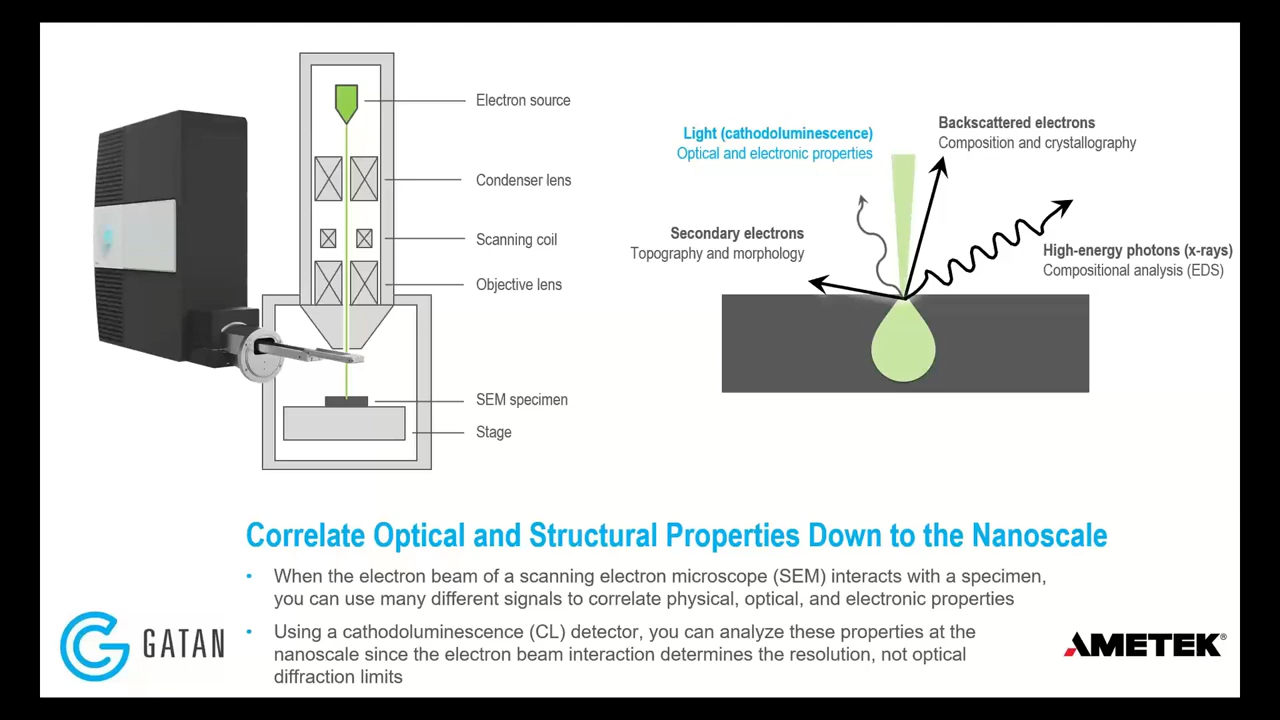 Electron source
Condenser lens
Scanning coil
Objective lens
SEM specimen
Stage
Light (cathodoluminescence)
Optical and electronic properties
Backscattered electrons
Composition and crystallography
Secondary electrons
Topography and morphology
High-energy photons (x-rays)
Compositional analysis (EDS)
Correlate Optical and Structural Properties Down to the Nanoscale
• When the electron beam of a scanning electron microscope (SEM) interacts with a specimen,
you can use many different signals to correlate physical, optical, and electronic properties
• Using a cathodoluminescence (CL) detector, you can analyze these properties at the
nanoscale since the electron beam interaction determines the resolution, not optical
diffraction limits
GATAN
AMETEK®